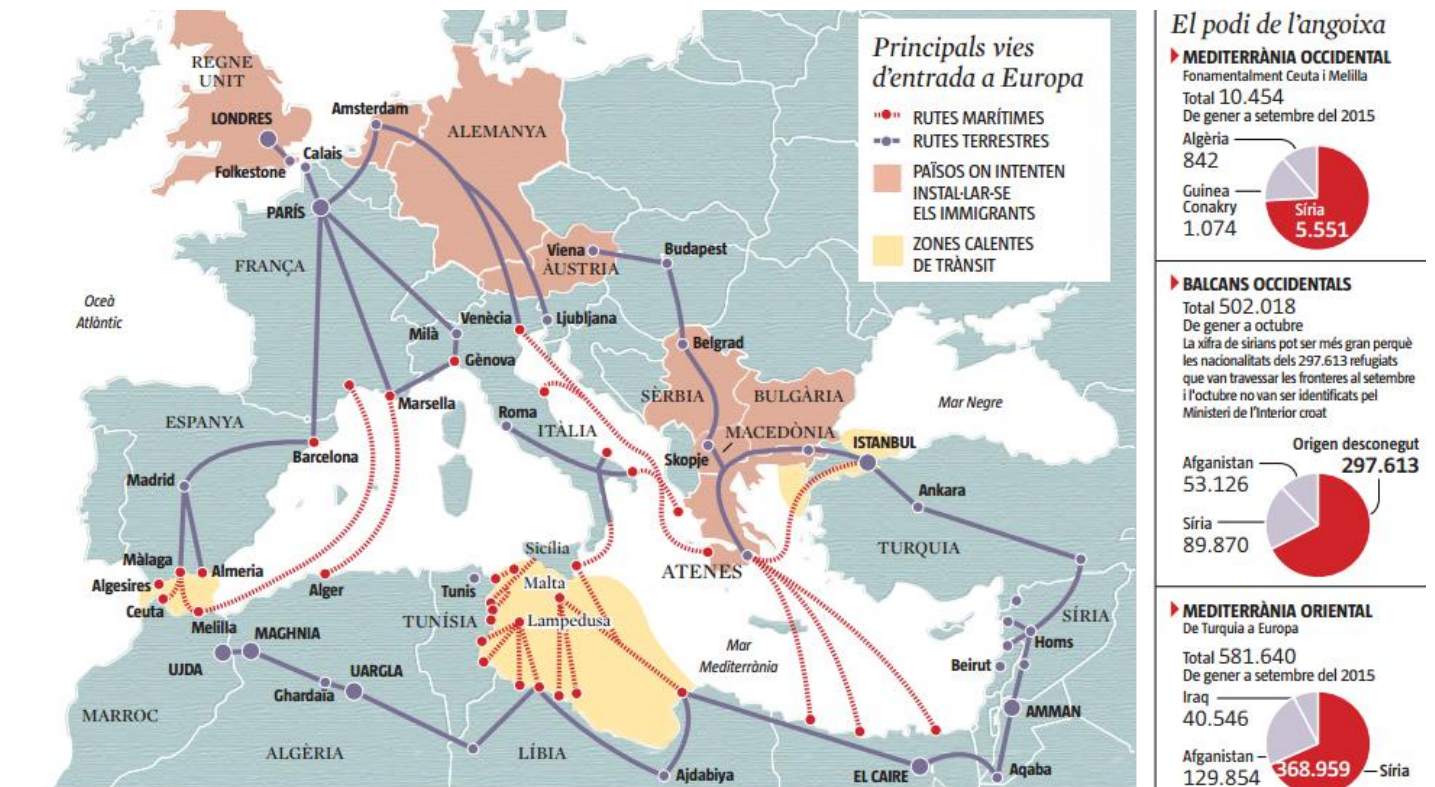 REGNE
UNIT
LONDRES
Amsterdam
ALEMANYA
Calais
Folkestone
PARÍS
FRANÇA
Viena
ÀUSTRIA
Budapest
Oceà
Atlàntic
Venècia
Ljubljana
Milà
Gènova
Belgrad
Marsella
SÈRBIA
BULGÀRIA
Mar Negre
ESPANYA
Roma
ITÀLIA
MACEDÒNIA
ISTANBUL
Barcelona
Skopje
Madrid
Ankara
TURQUIA
Màlaga
Almeria
Algesires
Ceuta
Melilla
Alger
Sicília
ATENES
Tunis
Malta
TUNÍSIA
Lampedusa
MAGHNIA
UJDA
UARGLA
Ghardaïa
Mar
Mediterrània
SÍRIA
Homs
Beirut
AMMAN
MARROC
ALGÈRIA
LÍBIA
Ajdabiya
EL CAIRE
Aqaba
Principals vies
d'entrada a Europa
RUTES MARÍTIMES
RUTES TERRESTRES
PAÏSOS ON INTENTEN
INSTAL·LAR-SE
ELS IMMIGRANTS
ZONES CALENTES
DE TRÀNSIT
El podi de l'angoixa
MEDITERRÀNIA OCCIDENTAL
Fonamentalment Ceuta i Melilla
Total 10.454
De gener a setembre del 2015
Algèria
842
Guinea
Conakry
1.074
Síria
5.551
BALCANS OCCIDENTALS
Total 502.018
De gener a octubre
La xifra de sirians pot ser més gran perquè
les nacionalitats dels 297.613 refugiats
que van travessar les fronteres al setembre
i l'octubre no van ser identificats pel
Ministeri de l'Interior croat
Origen desconegut
297.613
Afganistan
53.126
Síria
89.870
MEDITERRÀNIA ORIENTAL
De Turquia a Europa
Total 581.640
De gener a setembre del 2015
Iraq
40.546
Afganistan
129.854
368.959
Síria